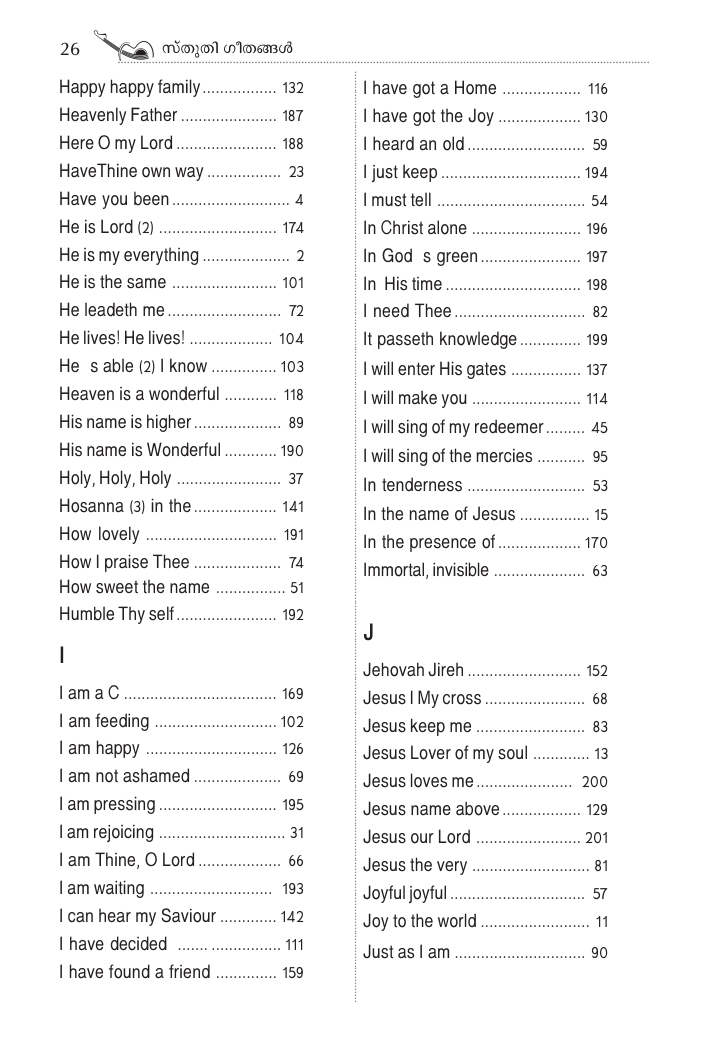 26 സ്തുതി ഗീതങ്ങൾ
Happy happy family ................. 132
Heavenly Father ...................... 187
Here O my Lord ....................... 188
HaveThine own way ................. 23
Have you been ........................... 4
He is Lord (2) ........................... 174
He is my everything .................... 2
He is the same ........................ 101
He leadeth me .......................... 72
He lives! He lives! ................... 104
He s able (2) I know ............... 103
Heaven is a wonderful ............ 118
His name is higher .................... 89
His name is Wonderful ............ 190
Holy, Holy, Holy ........................ 37
Hosanna (3) in the ................... 141
How lovely .............................. 191
How I praise Thee .................... 74
How sweet the name ................ 51
Humble Thy self ....................... 192
I
I am a C ................................... 169
I am feeding ............................ 102
I am happy .............................. 126
I am not ashamed .................... 69
I am pressing ........................... 195
I am rejoicing ............................. 31
I am Thine, O Lord ................... 66
I am waiting ............................ 193
I can hear my Saviour ............. 142
I have decided ....... ................ 111
I have found a friend .............. 159
I have got a Home .................. 116
I have got the Joy ................... 130
I heard an old ........................... 59
I just keep ................................ 194
I must tell .................................. 54
In Christ alone ......................... 196
In God s green ....................... 197
In His time ............................... 198
I need Thee .............................. 82
It passeth knowledge .............. 199
I will enter His gates ................ 137
I will make you ......................... 114
I will sing of my redeemer ......... 45
I will sing of the mercies ........... 95
In tenderness ........................... 53
In the name of Jesus ................ 15
In the presence of ................... 170
Immortal, invisible ..................... 63
J
Jehovah Jireh .......................... 152
Jesus I My cross ....................... 68
Jesus keep me ......................... 83
Jesus Lover of my soul ............. 13
Jesus loves me ...................... 200
Jesus name above .................. 129
Jesus our Lord ........................ 201
Jesus the very ........................... 81
Joyful joyful ............................... 57
Joy to the world ......................... 11
Just as I am .............................. 90